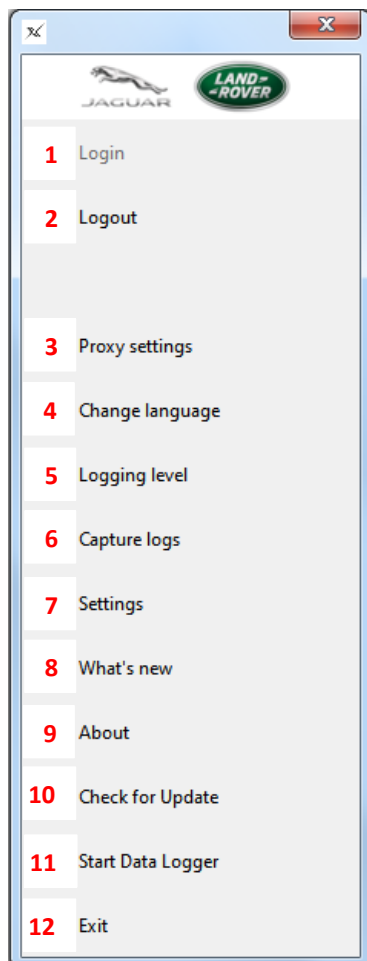 X
JAGUAR
LAND-
-ROVER
1 Login
2 Logout
3 Proxy settings
4 Change language
5 Logging level
6 Capture logs
7 Settings
8 What's new
9 About
10 Check for Update
11 Start Data Logger
12 Exit